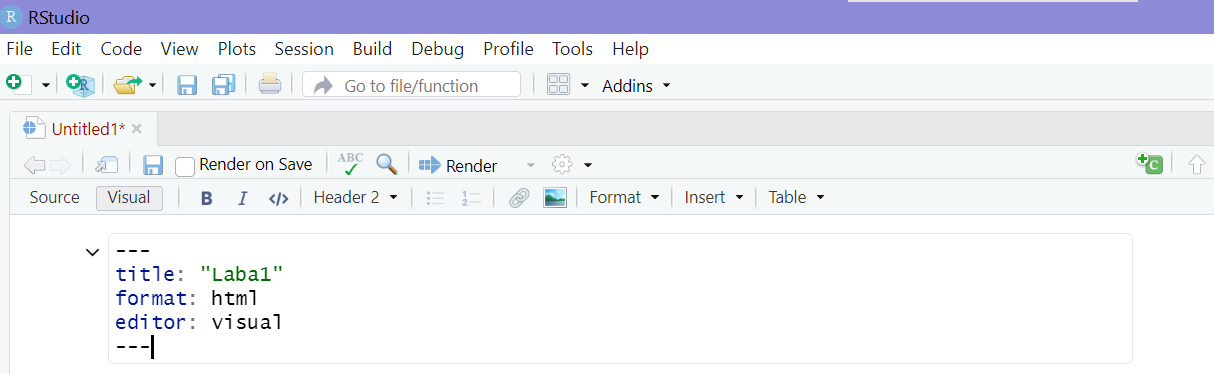 RStudio
File Edit Code View Plots Session Build Debug Profile Tools Help
Go to file/function Addins
Untitled1*
Render on Save ABC Render C
Source Visual B I </> Header 2 Format Insert Table
---
title: "Laba1"
format: html
editor: visual
---